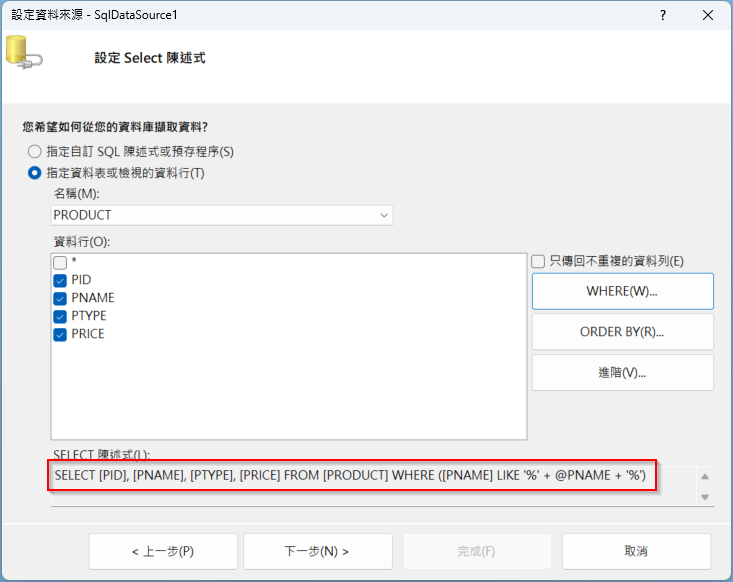 設定資料來源 - SqlDataSource1
?
設定 Select 陳述式
您希望如何從您的資料庫擷取資料?
指定自訂 SQL 陳述式或預存程序(S)
指定資料表或檢視的資料行(T)
名稱(M):
PRODUCT
資料行(O):
*
只傳回不重複的資料列(E)
PID
PNAME
PTYPE
PRICE
WHERE(W)...
ORDER BY(R)...
進階(V)...
SELECT 陳述式(L):
SELECT [PID], [PNAME], [PTYPE], [PRICE] FROM [PRODUCT] WHERE ([PNAME] LIKE '%' + @PNAME + '%')
< 上一步(P)
下一步(N) >
完成(F)
取消